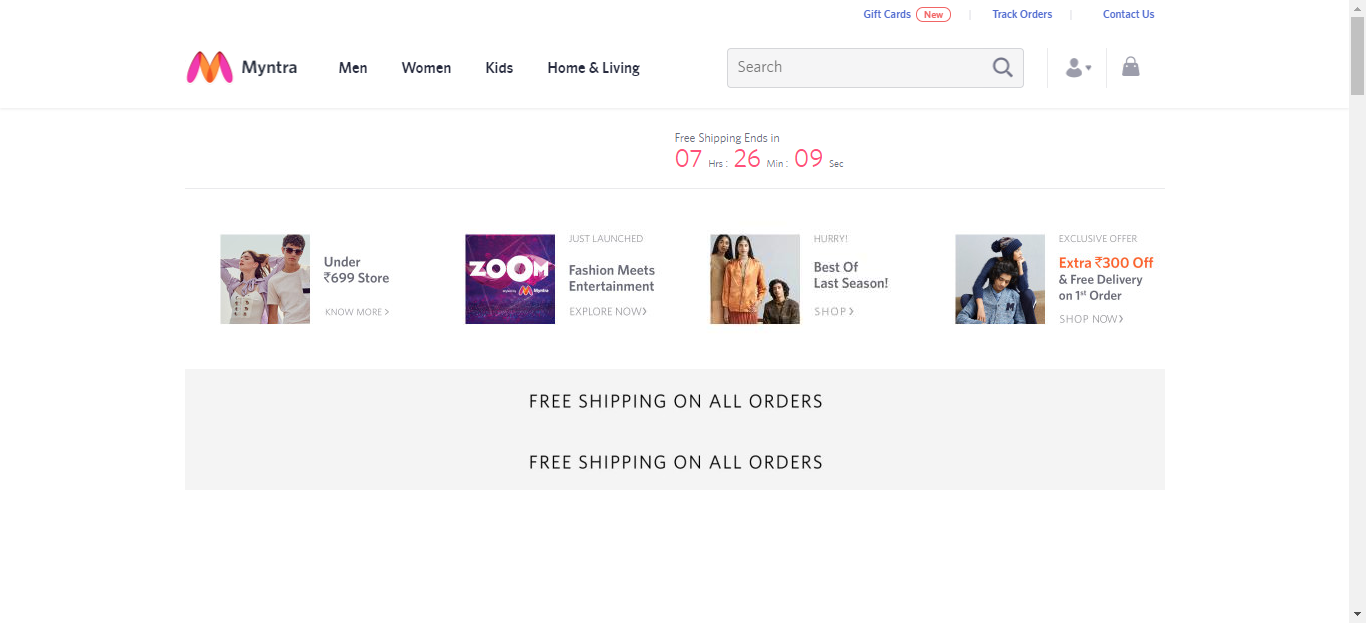 Gift Cards New Track Orders Contact Us
Myntra Men Women Kids Home & Living Search
Free Shipping Ends in
07 Hrs : 26 Min : 09 Sec
Under
₹699 Store
KNOW MORE >
ZOOM
Myntra
JUST LAUNCHED
Fashion Meets
Entertainment
EXPLORE NOW>
HURRY!
Best Of
Last Season!
SHOP >
EXCLUSIVE OFFER
Extra ₹300 Off
& Free Delivery
on 1st Order
SHOP NOW>
FREE SHIPPING ON ALL ORDERS
FREE SHIPPING ON ALL ORDERS